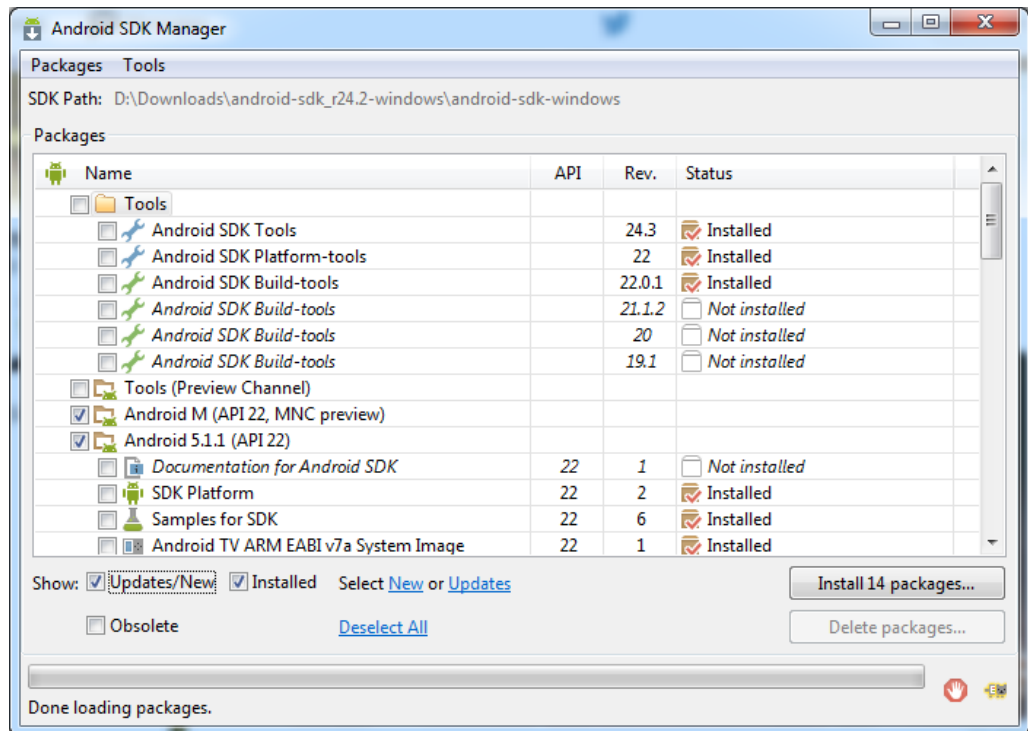 Android SDK Manager
Packages Tools
SDK Path: D:\Downloads\android-sdk_r24.2-windows\android-sdk-windows
Packages
Name API Rev. Status
Tools
Android SDK Tools 24.3 Installed
Android SDK Platform-tools 22 Installed
Android SDK Build-tools 22.0.1 Installed
Android SDK Build-tools 21.1.2 Not installed
Android SDK Build-tools 20 Not installed
Android SDK Build-tools 19.1 Not installed
Tools (Preview Channel)
Android M (API 22, MNC preview)
Android 5.1.1 (API 22)
Documentation for Android SDK 22 1 Not installed
SDK Platform 22 2 Installed
Samples for SDK 22 6 Installed
Android TV ARM EABI v7a System Image 22 1 Installed
Show: Updates/New Installed Select New or Updates Install 14 packages...
Obsolete Deselect All Delete packages...
Done loading packages.